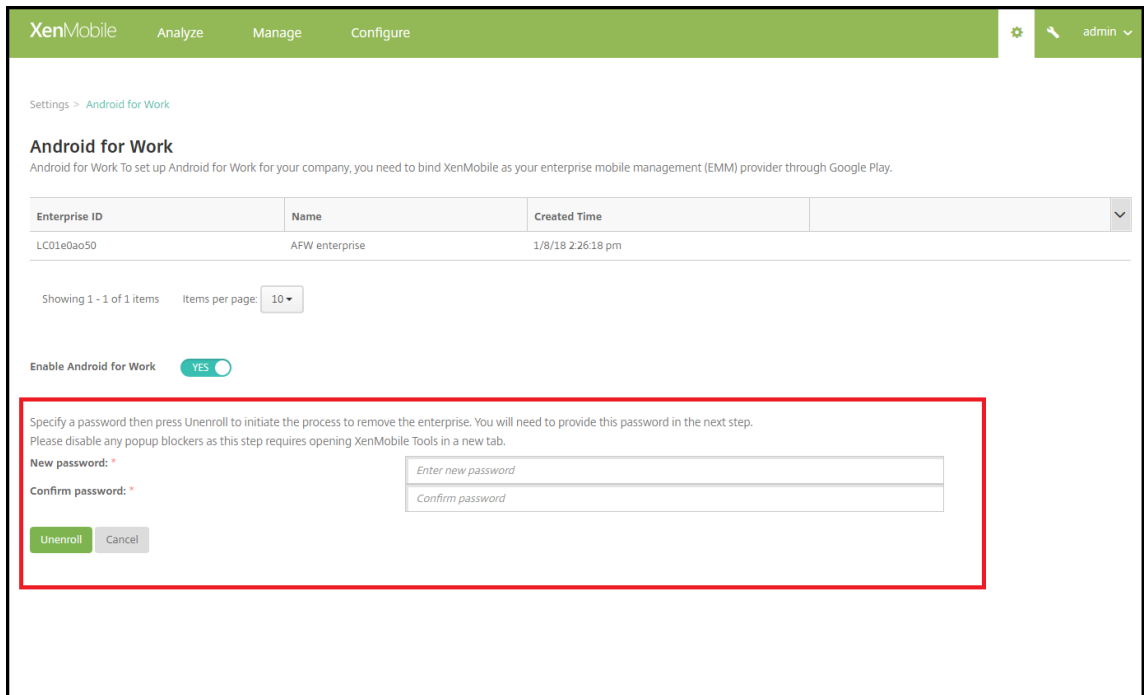 XenMobile Analyze Manage Configure admin
Settings > Android for Work
Android for Work
Android for Work To set up Android for Work for your company, you need to bind XenMobile as your enterprise mobile management (EMM) provider through Google Play.
Enterprise ID Name Created Time
LC01e0ao50 AFW enterprise 1/8/18 2:26:18 pm
Showing 1 - 1 of 1 items Items per page: 10
Enable Android for Work YES
Specify a password then press Unenroll to initiate the process to remove the enterprise. You will need to provide this password in the next step.
Please disable any popup blockers as this step requires opening XenMobile Tools in a new tab.
New password: * Enter new password
Confirm password: * Confirm password
Unenroll Cancel